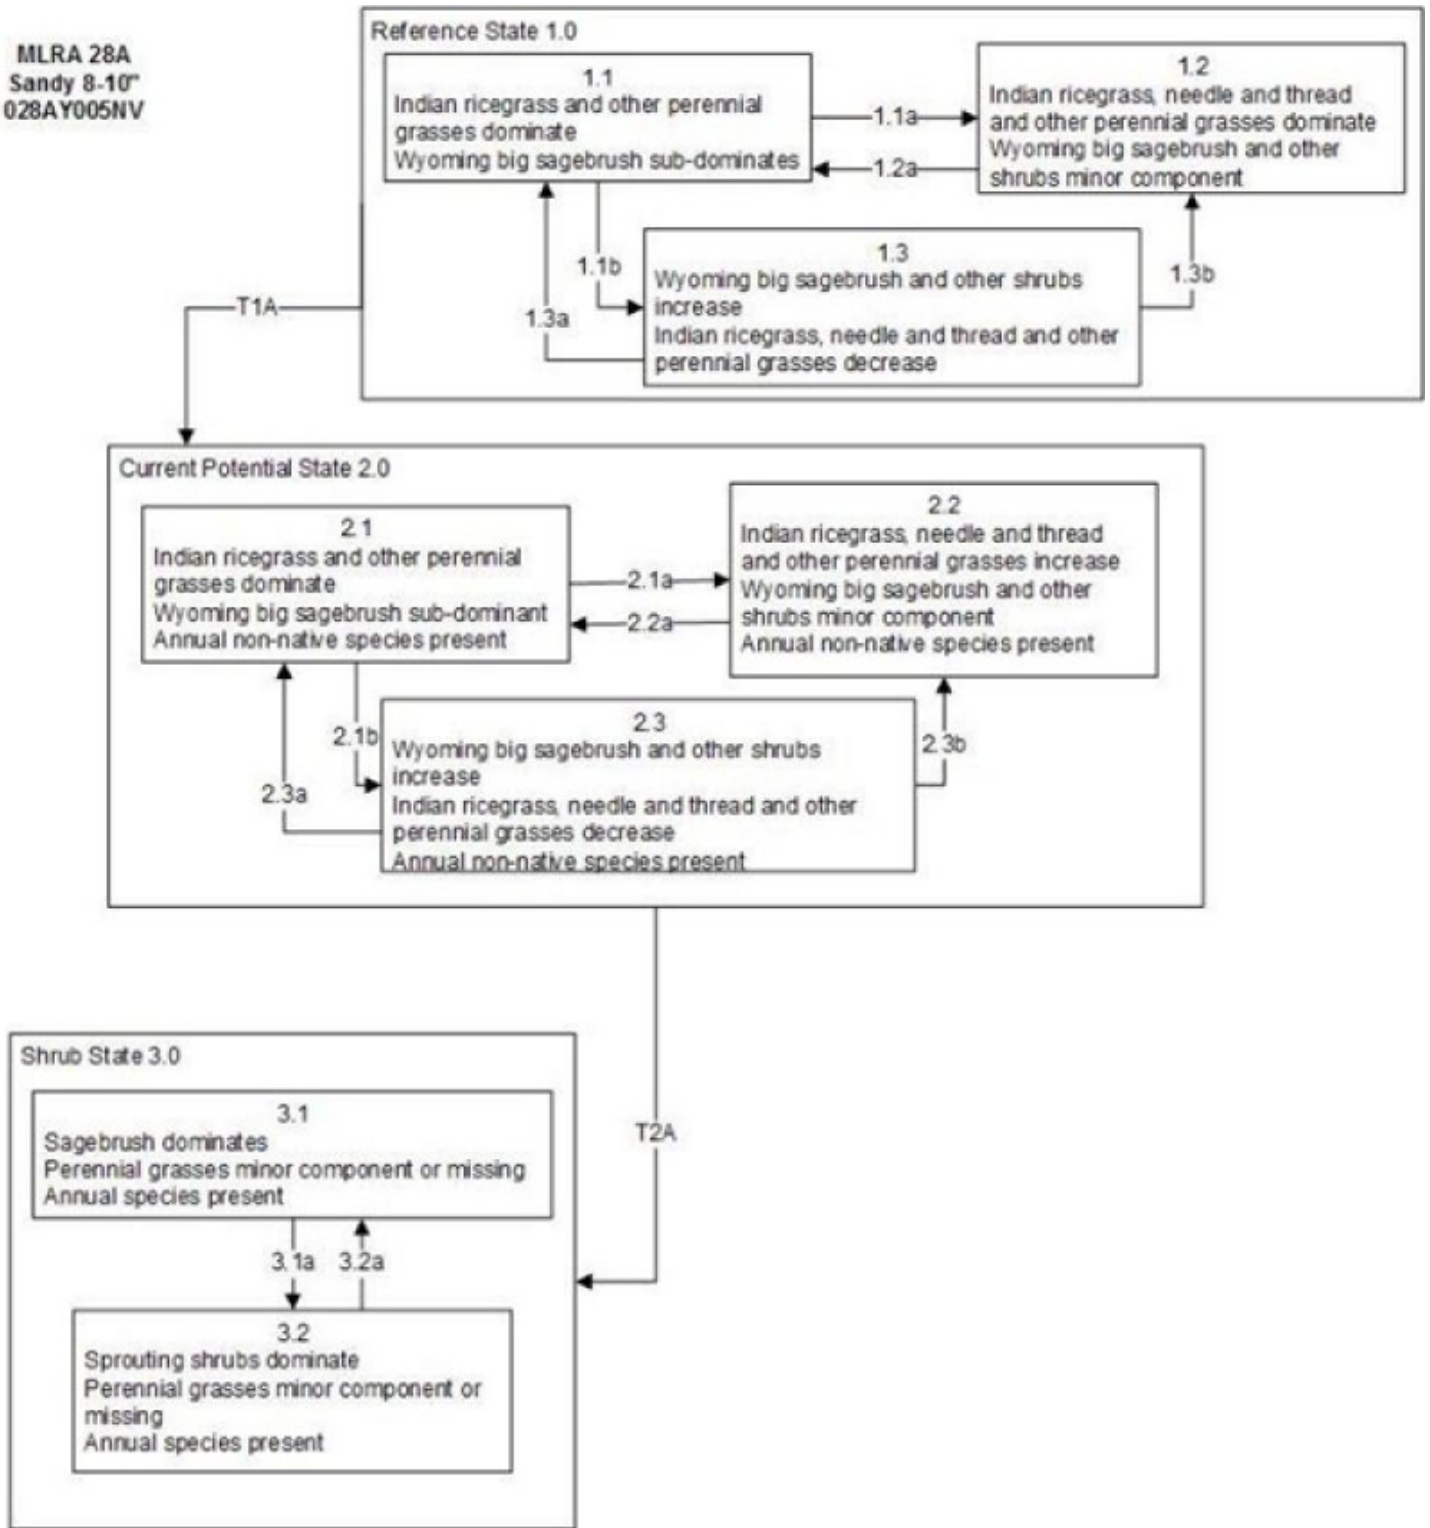 MLRA 28A
Sandy 8-10"
028AY005NV
Reference State 1.0
1.1
Indian ricegrass and other perennial
grasses dominate
Wyoming big sagebrush sub-dominates
1.1a
1.2a
1.2
Indian ricegrass, needle and thread
and other perennial grasses dominate
Wyoming big sagebrush and other
shrubs minor component
1.1b
1.3a
1.3
Wyoming big sagebrush and other shrubs
increase
Indian ricegrass, needle and thread and other
perennial grasses decrease
1.3b
T1A
Current Potential State 2.0
2.1
Indian ricegrass and other perennial
grasses dominate
Wyoming big sagebrush sub-dominant
Annual non-native species present
2.1a
2.2a
2.2
Indian ricegrass, needle and thread
and other perennial grasses increase
Wyoming big sagebrush and other
shrubs minor component
Annual non-native species present
2.1b
2.3a
2.3
Wyoming big sagebrush and other shrubs
increase
Indian ricegrass, needle and thread and other
perennial grasses decrease
Annual non-native species present
2.3b
T2A
Shrub State 3.0
3.1
Sagebrush dominates
Perennial grasses minor component or missing
Annual species present
3.1a
3.2a
3.2
Sprouting shrubs dominate
Perennial grasses minor component or
missing
Annual species present